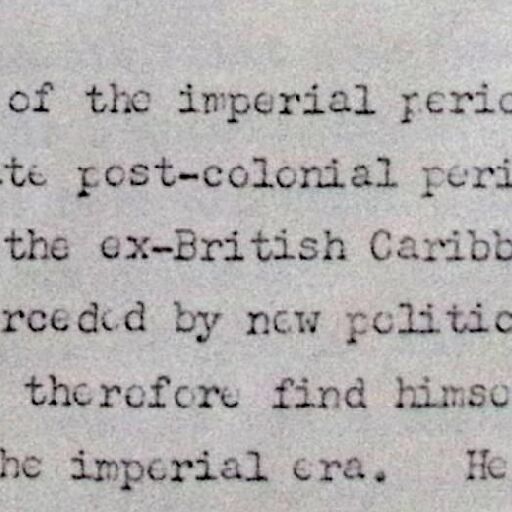 of the imperial perio
te post-colonial peri
the ex-British Caribb
rceded by new politic
therefore find himse
he imperial era. He